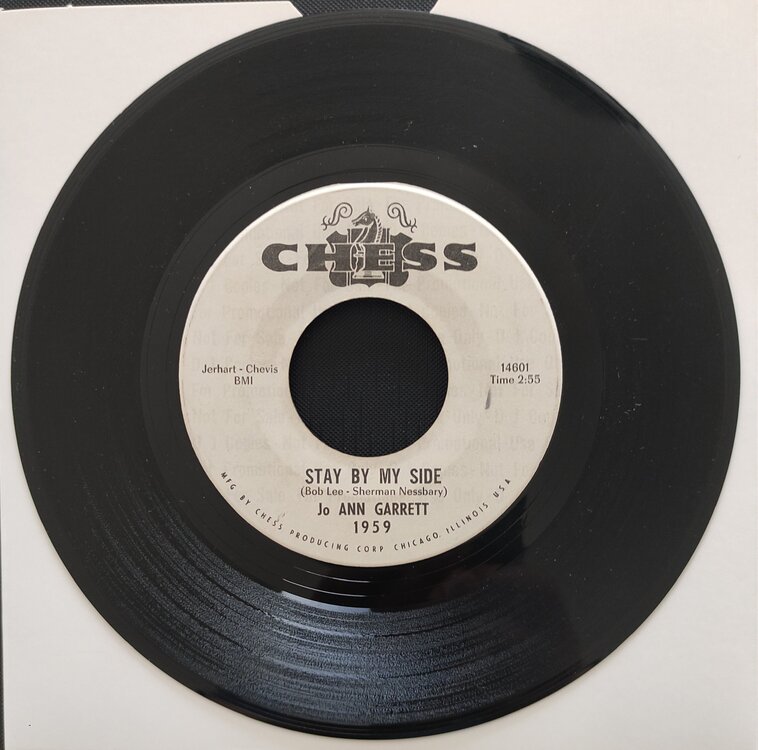 CHESS
Jerhart - Chevis
BMI
14601
Time 2:55
STAY BY MY SIDE
(Bob Lee - Sherman Nessbary)
Jo ANN GARRETT
1959
MFG BY CHESS PRODUCING CORP CHICAGO, ILLINOIS U S A